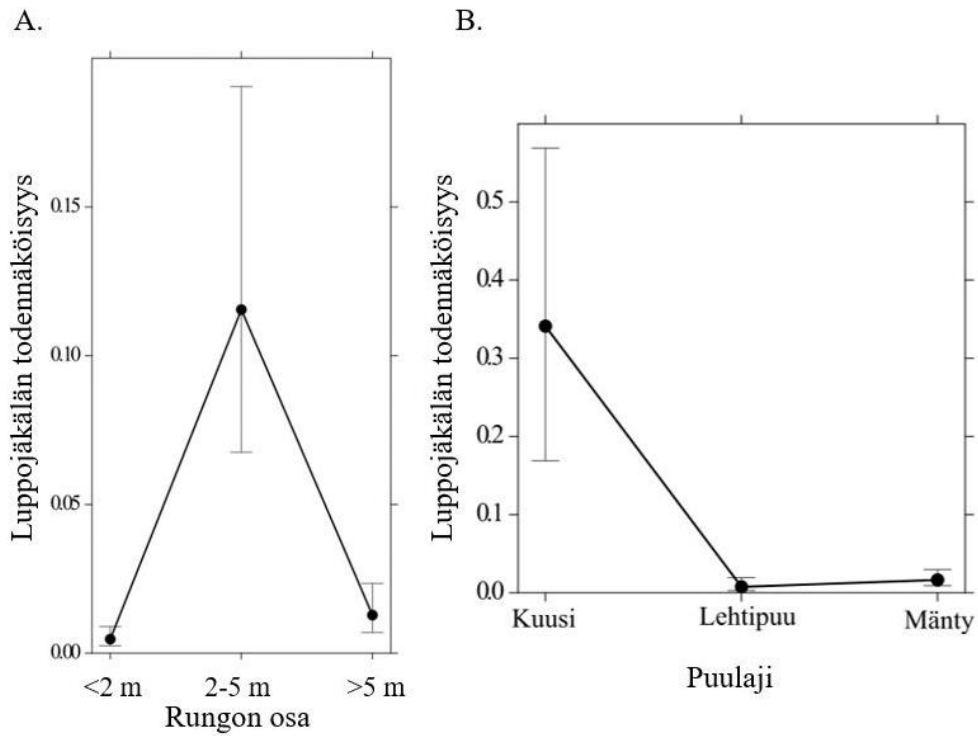 A.
Luppojäkälän todennäköisyys
0.15
0.10
0.05
0.00
<2 m 2-5 m >5 m
Rungon osa
B.
Luppojäkälän todennäköisyys
0.5
0.4
0.3
0.2
0.1
0.0
Kuusi Lehtipuu Mänty
Puulaji